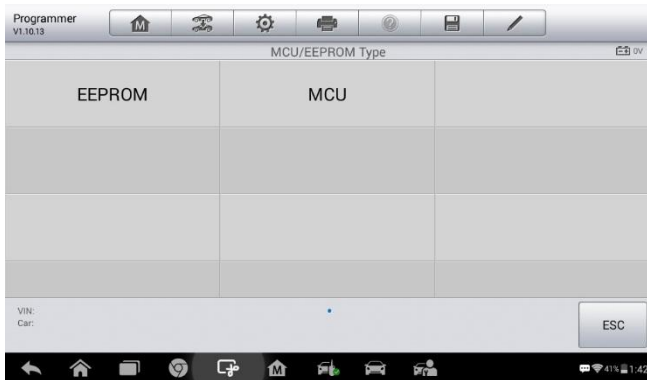 Programmer
V1.10.13
MCU/EEPROM Type
0V
EEPROM
MCU
VIN:
Car:
ESC
41% 1:42